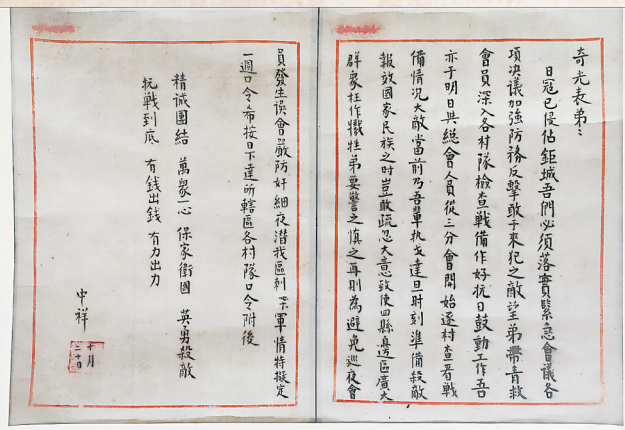 奇光表弟:
日寇已侵佔鉅城吾們必須落實緊急會議各
項决議加強防務反擊敢于來犯之敵望弟帶青救
會員深入各村隊檢查戰備作好抗日鼓動工作吾
亦于明日與總會人員從三分會開始逐村查看戰
備情况大敵當前乃吾輩執戈達旦時刻準備殺敵
報效國家民族之时豈敢疏忽大意致使四縣邊區廣大
群衆枉作犧牲弟要警之慎之再則為避免巡夜會
員發生误會嚴防奸細夜潜我區刺 軍情特擬定
一週口令希按日下達所轄區各村隊口令附後
精诚團結 萬衆一心 保家衛國 英勇殺敵
抗戰到底 有錢出錢 有力出力
中祥
十月
二十日